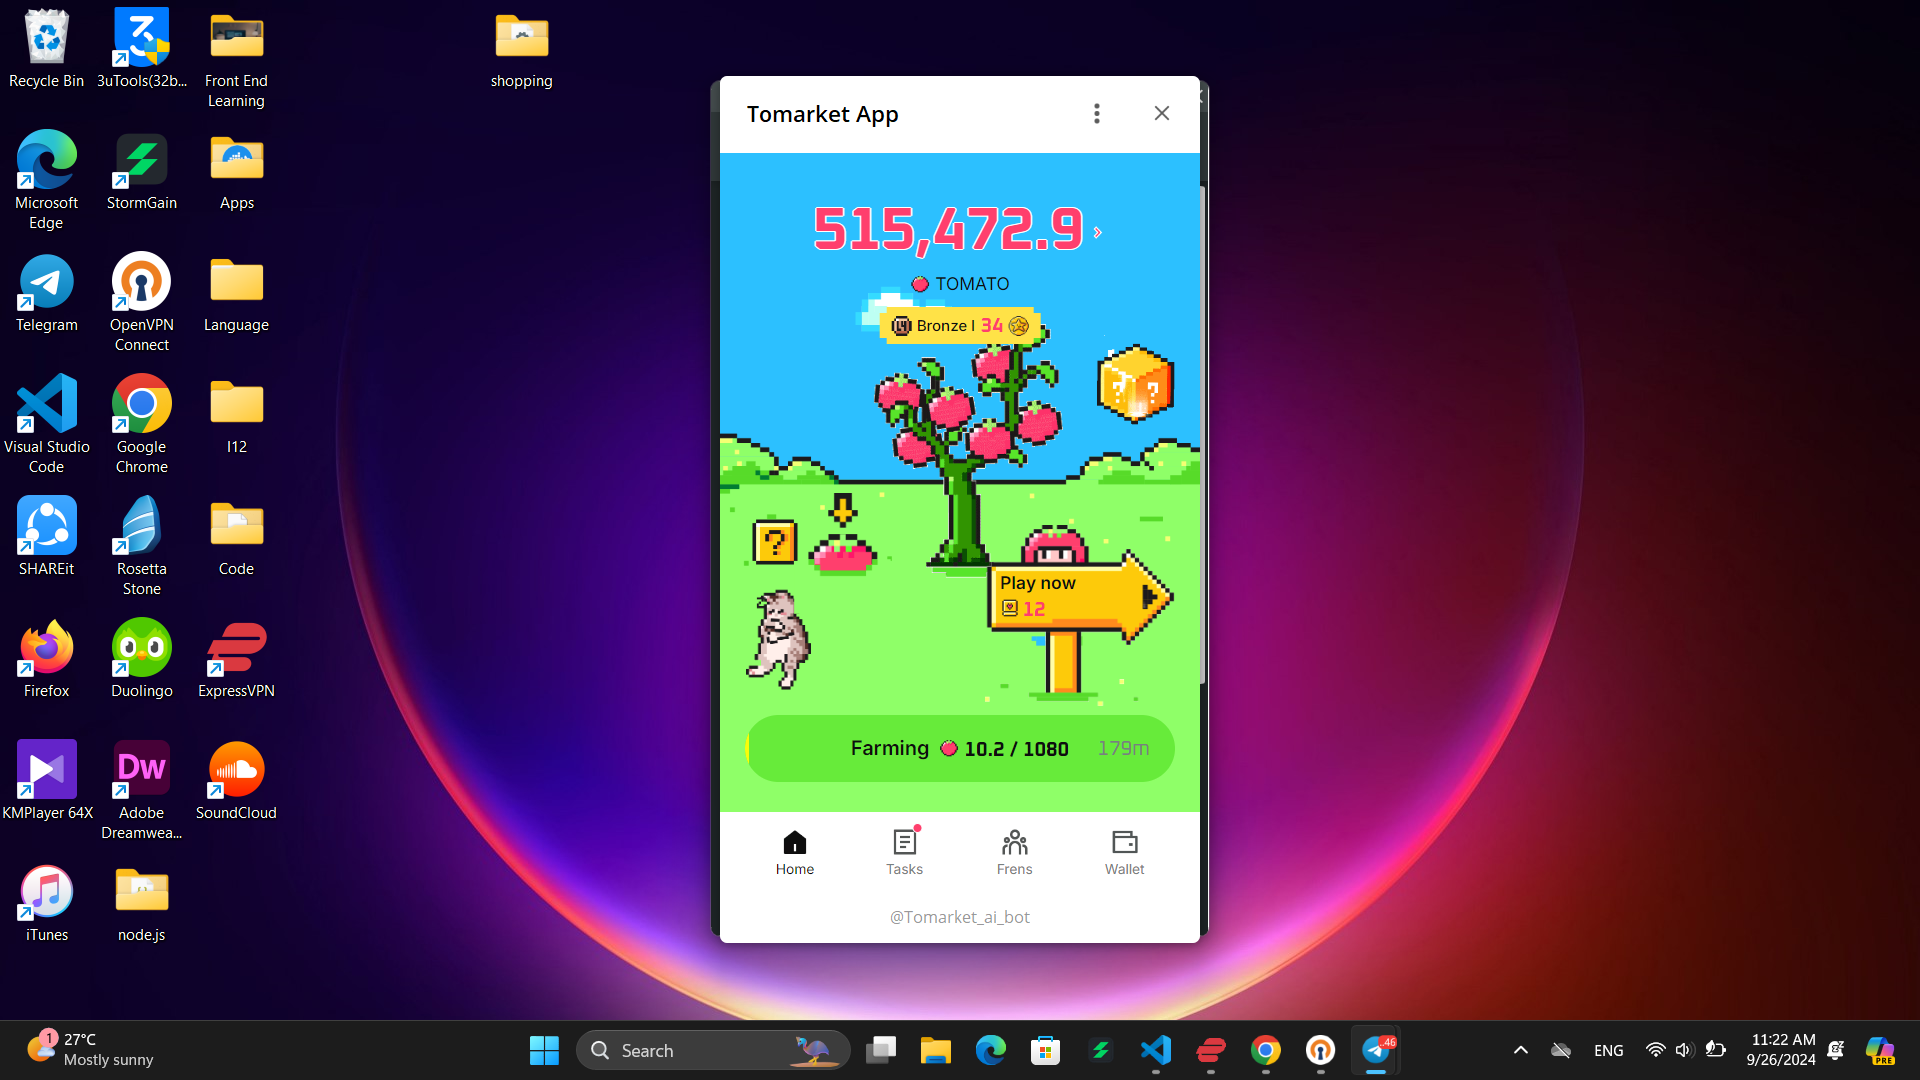 Recycle Bin
3uTools(32b...
Front End
Learning
shopping
Microsoft
Edge
StormGain
Apps
Telegram
OpenVPN
Connect
Language
Visual Studio
Code
Google
Chrome
I12
SHAREit
Rosetta
Stone
Code
Firefox
Duolingo
ExpressVPN
KMPlayer 64X
Dw
Adobe
Dreamwea...
SoundCloud
iTunes
node.js
Tomarket App
515,472.9
TOMATO
Bronze I 34
? ?
?
Play now
12
Farming 10.2 / 1080 179m
Home
Tasks
Frens
Wallet
@Tomarket_ai_bot
1
27°C
Mostly sunny
Search
..46
ENG
11:22 AM
9/26/2024
PRE